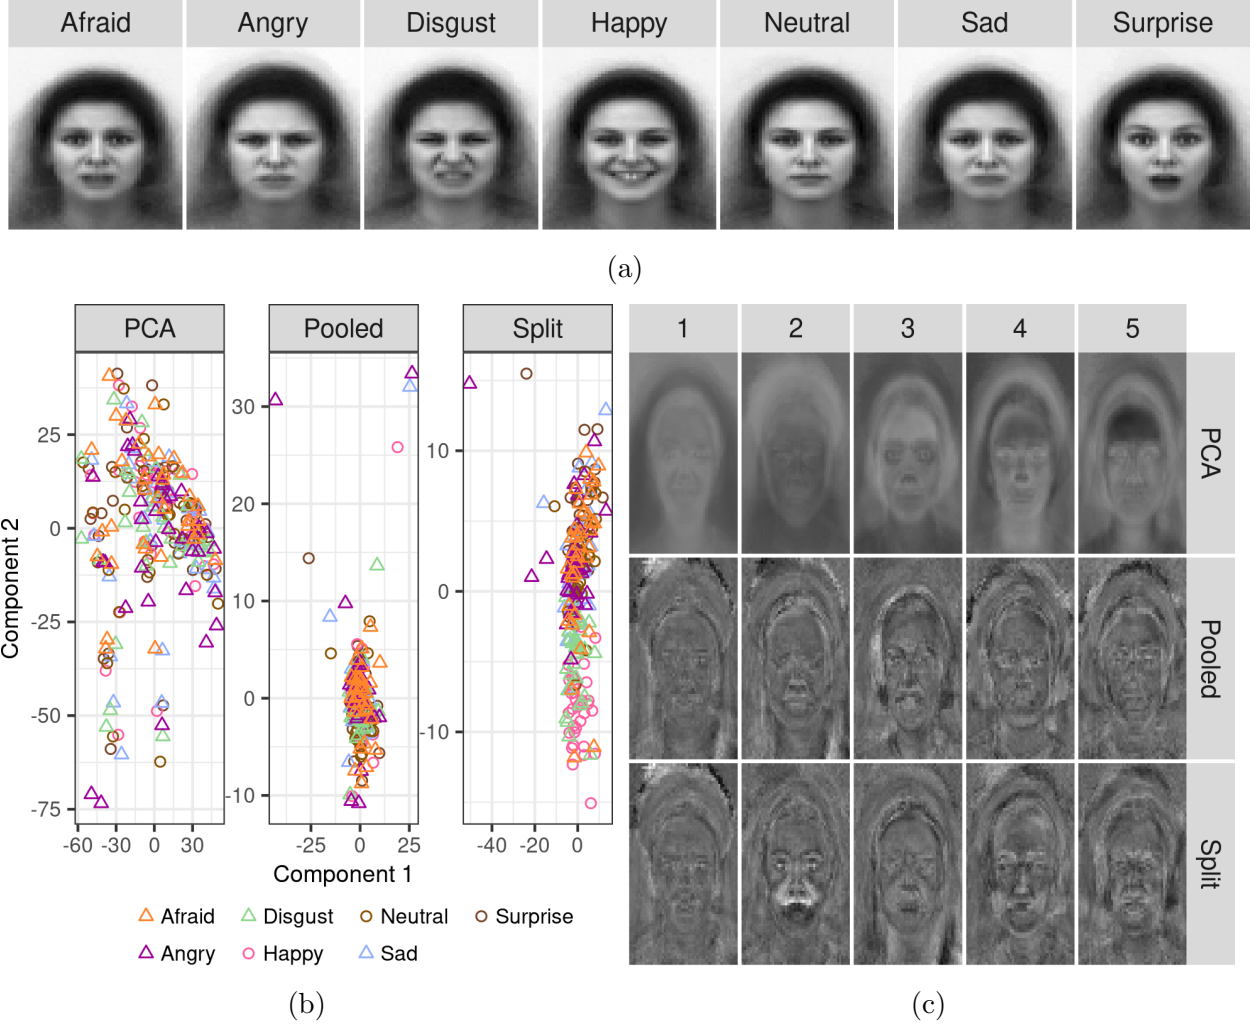 Afraid Angry Disgust Happy Neutral Sad Surprise
(a)
PCA Pooled Split
Component 2
25
0
-25
-50
-75
-60 -30 0 30
30
20
10
0
-10
-25 0 25
10
0
-10
-40 -20 0
Component 1
Afraid Disgust Neutral Surprise
Angry Happy Sad
(b)
1 2 3 4 5
PCA
Pooled
Split
(c)